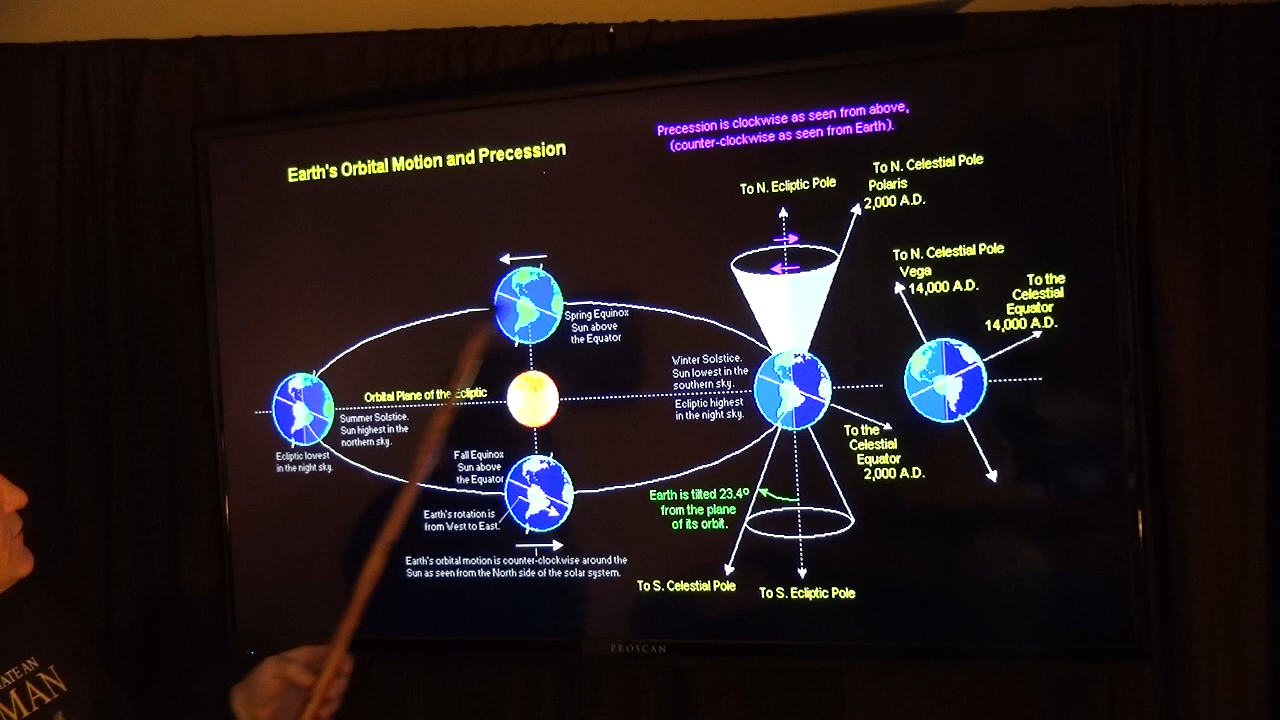 Precession is clockwise as seen from above,
(counter-clockwise as seen from Earth).
Earth's Orbital Motion and Precession
To N. Ecliptic Pole
To N. Celestial Pole
Polaris
2,000 A.D.
To N. Celestial Pole
Vega
14,000 A.D.
To the
Celestial
Equator
14,000 A.D.
Spring Equinox
Sun above
the Equator
Winter Solstice.
Sun lowest in the
southern sky.
Ecliptic highest
in the night sky.
Orbital Plane of the Ecliptic
Summer Solstice.
Sun highest in the
northern sky.
Ecliptic lowest
in the night sky.
Fall Equinox
Sun above
the Equator
To the
Celestial
Equator
2,000 A.D.
Earth's rotation is
from West to East.
Earth is tilted 23.4º
from the plane
of its orbit.
Earth's orbital motion is counter-clockwise around the
Sun as seen from the North side of the solar system.
To S. Celestial Pole
To S. Ecliptic Pole
PROSCAN
AN
MAN